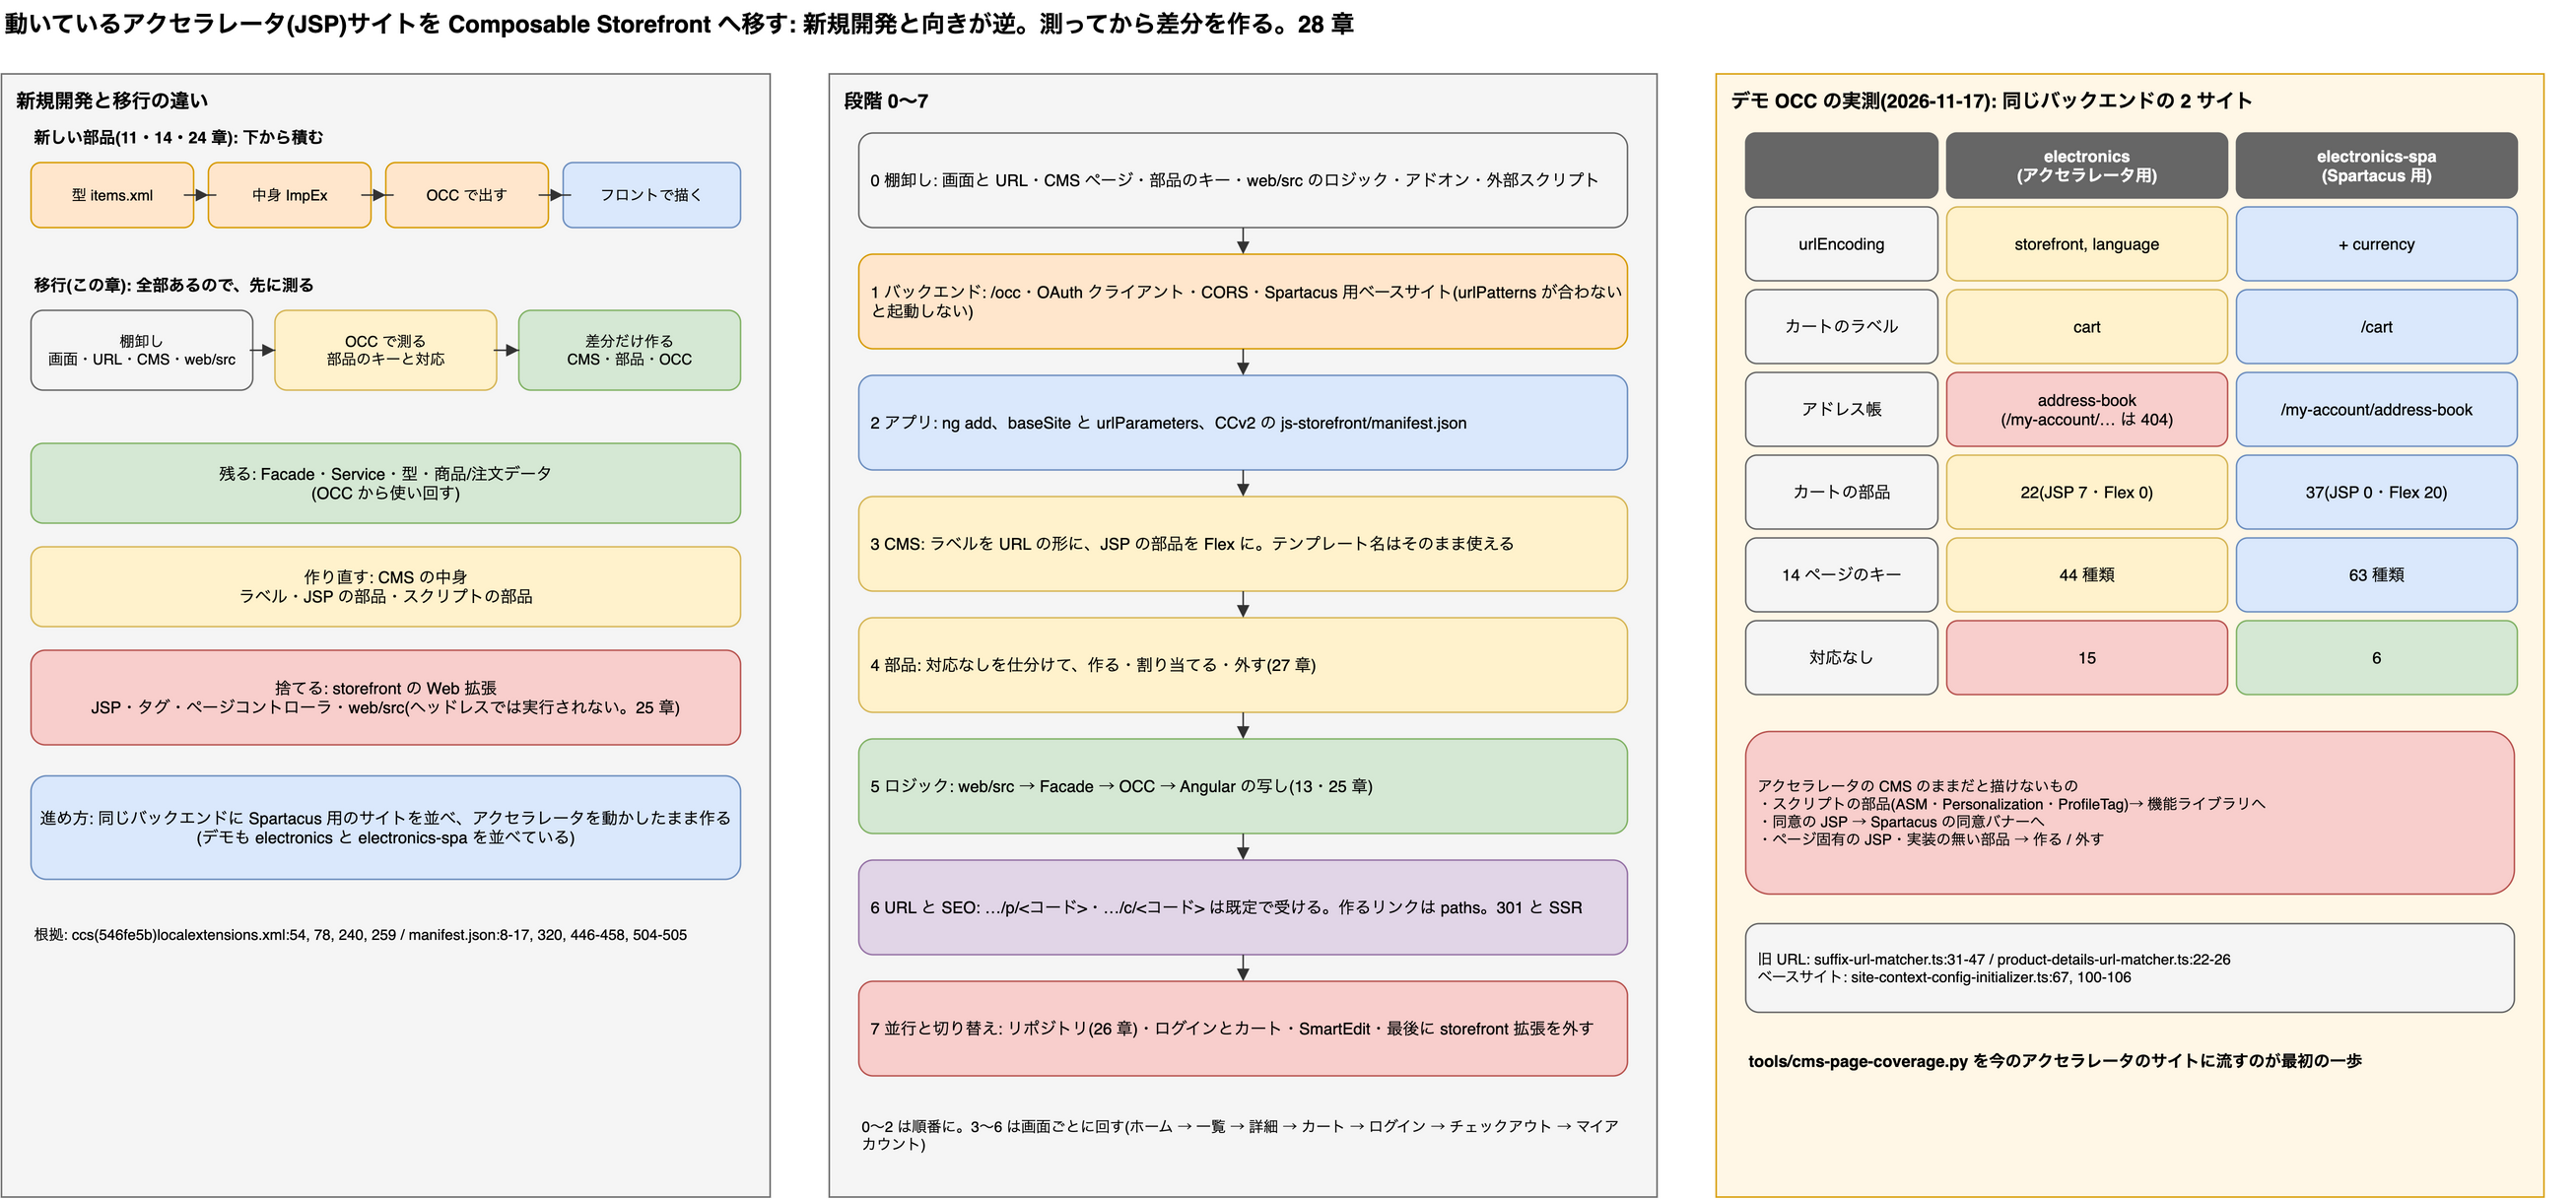 動いているアクセラレータ(JSP)サイトを Composable Storefront へ移す: 新規開発と向きが逆。測ってから差分を作る。28 章
新規開発と移行の違い
新しい部品(11・14・24 章): 下から積む
型 items.xml
中身 ImpEx
OCC で出す
フロントで描く
移行(この章): 全部あるので、先に測る
棚卸し
画面・URL・CMS・web/src
OCC で測る
部品のキーと対応
差分だけ作る
CMS・部品・OCC
残る: Facade・Service・型・商品/注文データ
(OCC から使い回す)
作り直す: CMS の中身
ラベル・JSP の部品・スクリプトの部品
捨てる: storefront の Web 拡張
JSP・タグ・ページコントローラ・web/src(ヘッドレスでは実行されない。25 章)
進め方: 同じバックエンドに Spartacus 用のサイトを並べ、アクセラレータを動かしたまま作る
(デモも electronics と electronics-spa を並べている)
根拠: ccs(546fe5b)localextensions.xml:54, 78, 240, 259 / manifest.json:8-17, 320, 446-458, 504-505
段階 0〜7
0 棚卸し: 画面と URL・CMS ページ・部品のキー・web/src のロジック・アドオン・外部スクリプト
1 バックエンド: /occ・OAuth クライアント・CORS・Spartacus 用ベースサイト(urlPatterns が合わない
と起動しない)
2 アプリ: ng add、baseSite と urlParameters、CCv2 の js-storefront/manifest.json
3 CMS: ラベルを URL の形に、JSP の部品を Flex に。テンプレート名はそのまま使える
4 部品: 対応なしを仕分けて、作る・割り当てる・外す(27 章)
5 ロジック: web/src → Facade → OCC → Angular の写し(13・25 章)
6 URL と SEO: …/p/<コード>・…/c/<コード> は既定で受ける。作るリンクは paths。301 と SSR
7 並行と切り替え: リポジトリ(26 章)・ログインとカート・SmartEdit・最後に storefront 拡張を外す
0〜2 は順番に。3〜6 は画面ごとに回す(ホーム → 一覧 → 詳細 → カート → ログイン → チェックアウト → マイア
カウント)
デモ OCC の実測(2026-11-17): 同じバックエンドの 2 サイト
electronics
(アクセラレータ用)
electronics-spa
(Spartacus 用)
urlEncoding
storefront, language
+ currency
カートのラベル
cart
/cart
アドレス帳
address-book
(/my-account/… は 404)
/my-account/address-book
カートの部品
22(JSP 7・Flex 0)
37(JSP 0・Flex 20)
14 ページのキー
44 種類
63 種類
対応なし
15
6
アクセラレータの CMS のままだと描けないもの
・スクリプトの部品(ASM・Personalization・ProfileTag)→ 機能ライブラリへ
・同意の JSP → Spartacus の同意バナーへ
・ページ固有の JSP・実装の無い部品 → 作る / 外す
旧 URL: suffix-url-matcher.ts:31-47 / product-details-url-matcher.ts:22-26
ベースサイト: site-context-config-initializer.ts:67, 100-106
tools/cms-page-coverage.py を今のアクセラレータのサイトに流すのが最初の一歩